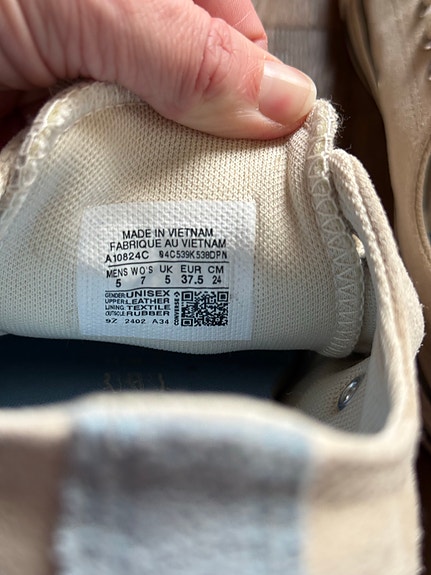 MADE IN VIETNAM
FABRIQUE AU VIETNAM
A10824C 04C539K538DPN
MENS WO'S UK EUR CM
5 7 5 37.5 24
GENDER: UNISEX
UPPER: LEATHER
LINING: TEXTILE
OUTSOLE: RUBBER
9Z 2402 A34
CONVERSE